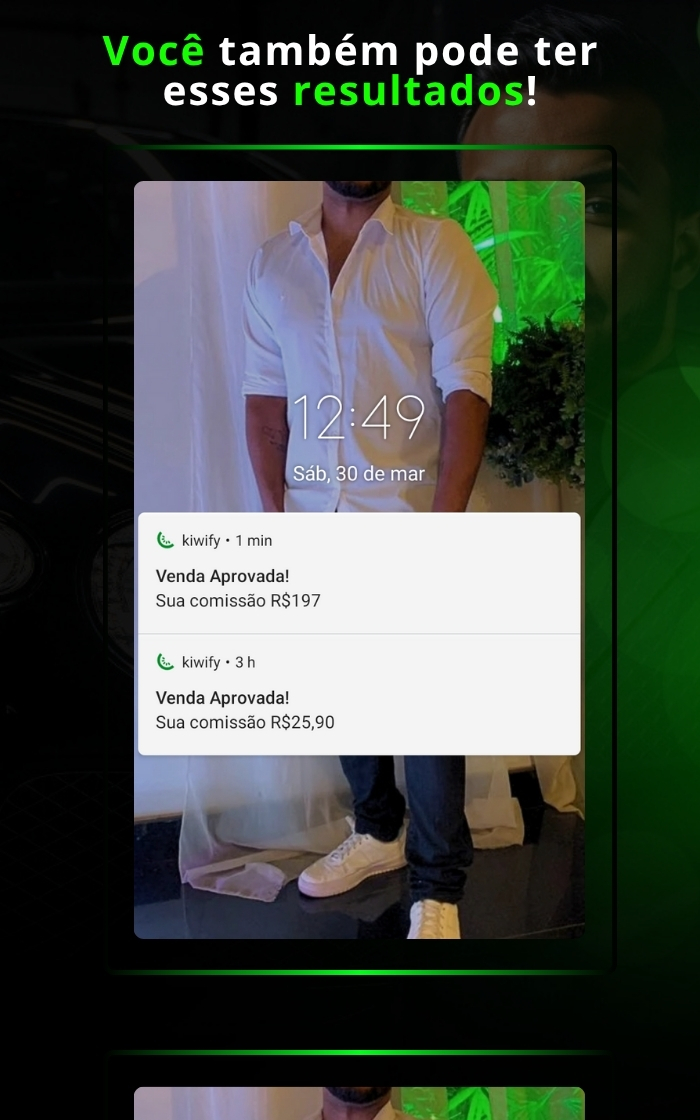 Você também pode ter
esses resultados!
12:49
Sáb, 30 de mar
kiwify • 1 min
Venda Aprovada!
Sua comissão R$197
kiwify • 3 h
Venda Aprovada!
Sua comissão R$25,90